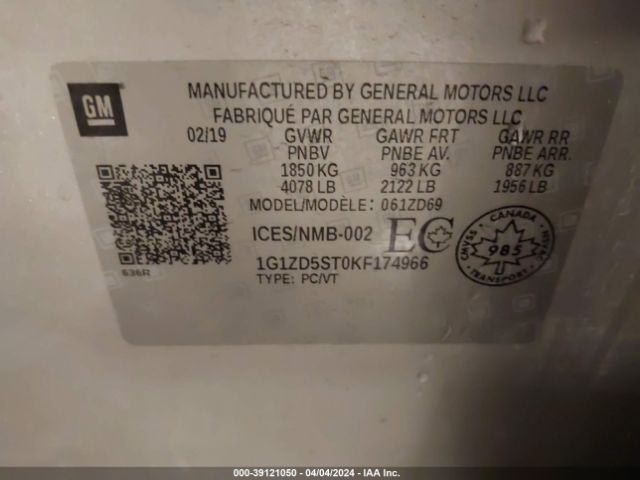 GM
MANUFACTURED BY GENERAL MOTORS LLC
FABRIQUÉ PAR GENERAL MOTORS LLC
02/19 GVWR GAWR FRT GAWR RR
PNBV PNBE AV. PNBE ARR.
1850 KG 963 KG 887 KG
4078 LB 2122 LB 1956 LB
MODEL/MODÈLE: 061ZD69
ICES/NMB-002 EC
1G1ZD5ST0KF174966
TYPE: PC/VT
636R
CANADA
CMVSS 985 NSVAC
TRANSPORT
000-39121050 - 04/04/2024 - IAA Inc.